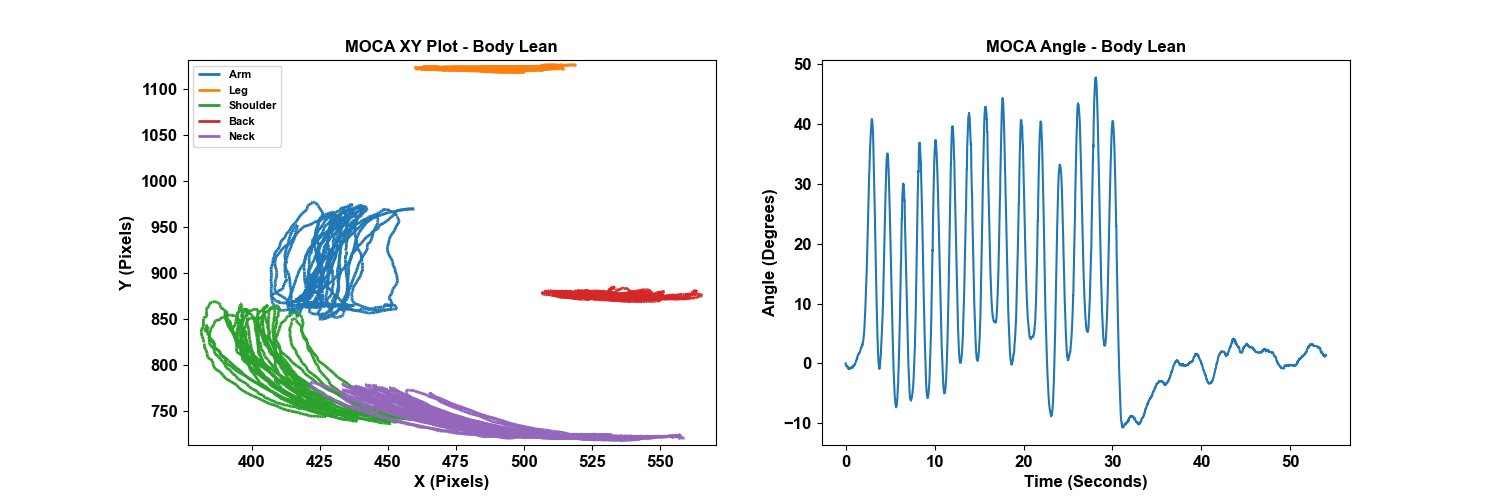 MOCA XY Plot - Body Lean
Arm
Leg
Shoulder
Back
Neck
1100
1050
1000
950
900
850
800
750
Y (Pixels)
400 425 450 475 500 525 550
X (Pixels)
MOCA Angle - Body Lean
50
40
30
20
10
0
−10
Angle (Degrees)
0 10 20 30 40 50
Time (Seconds)